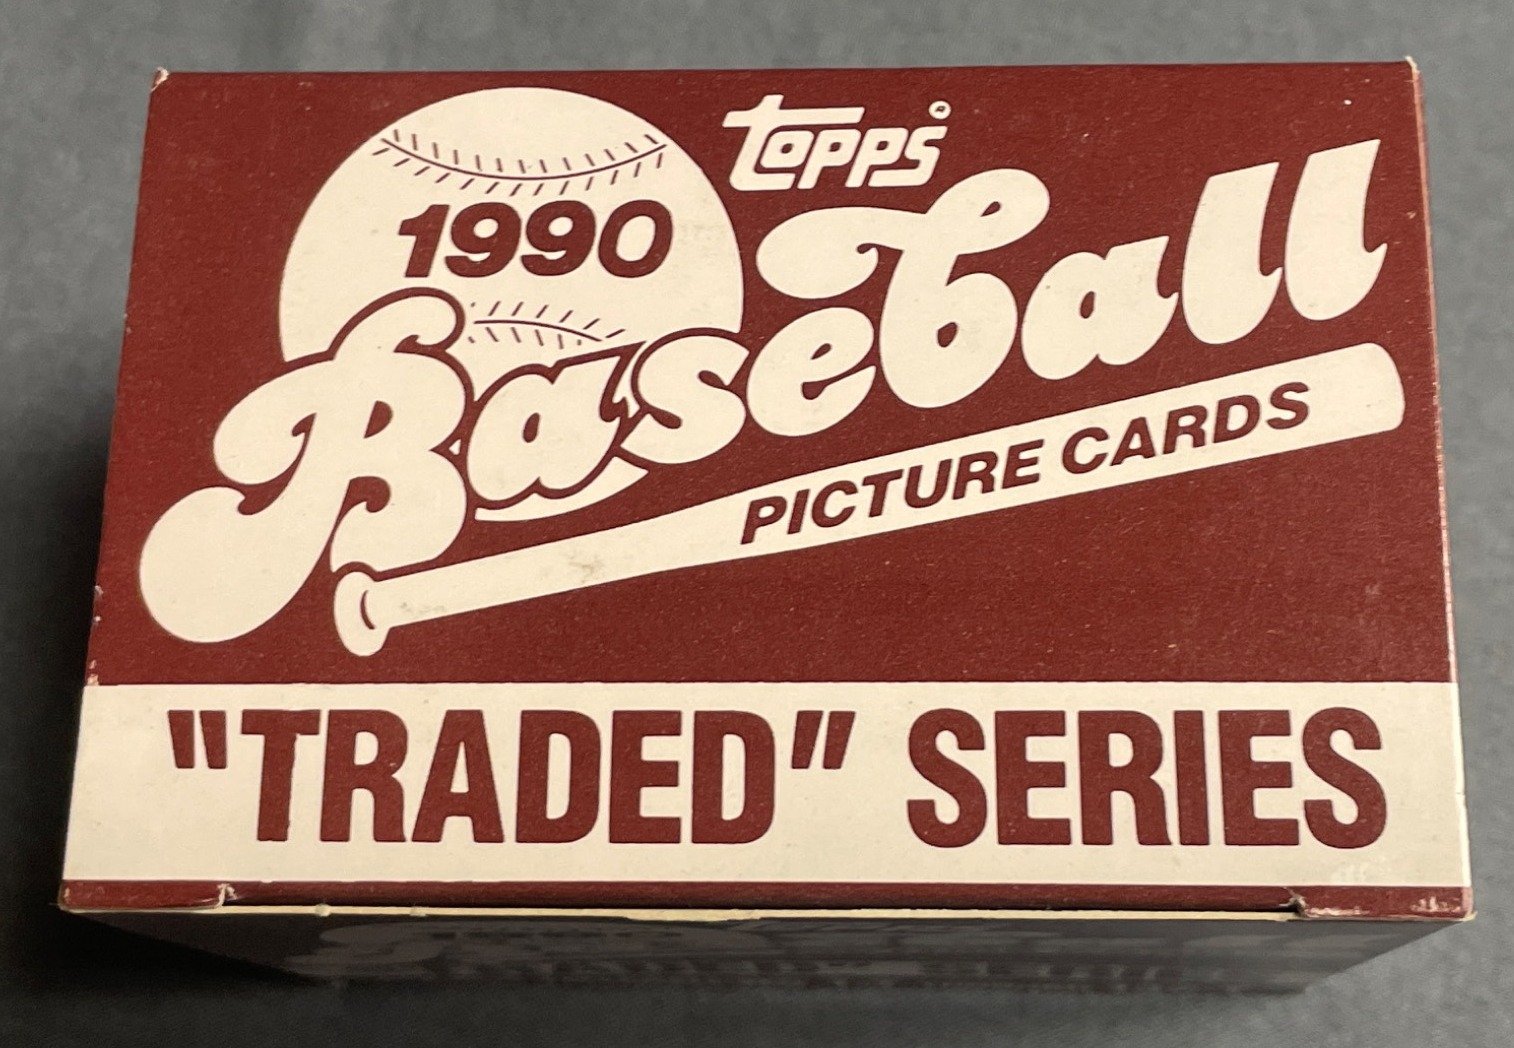 topps®
1990
Baseball
PICTURE CARDS
"TRADED" SERIES